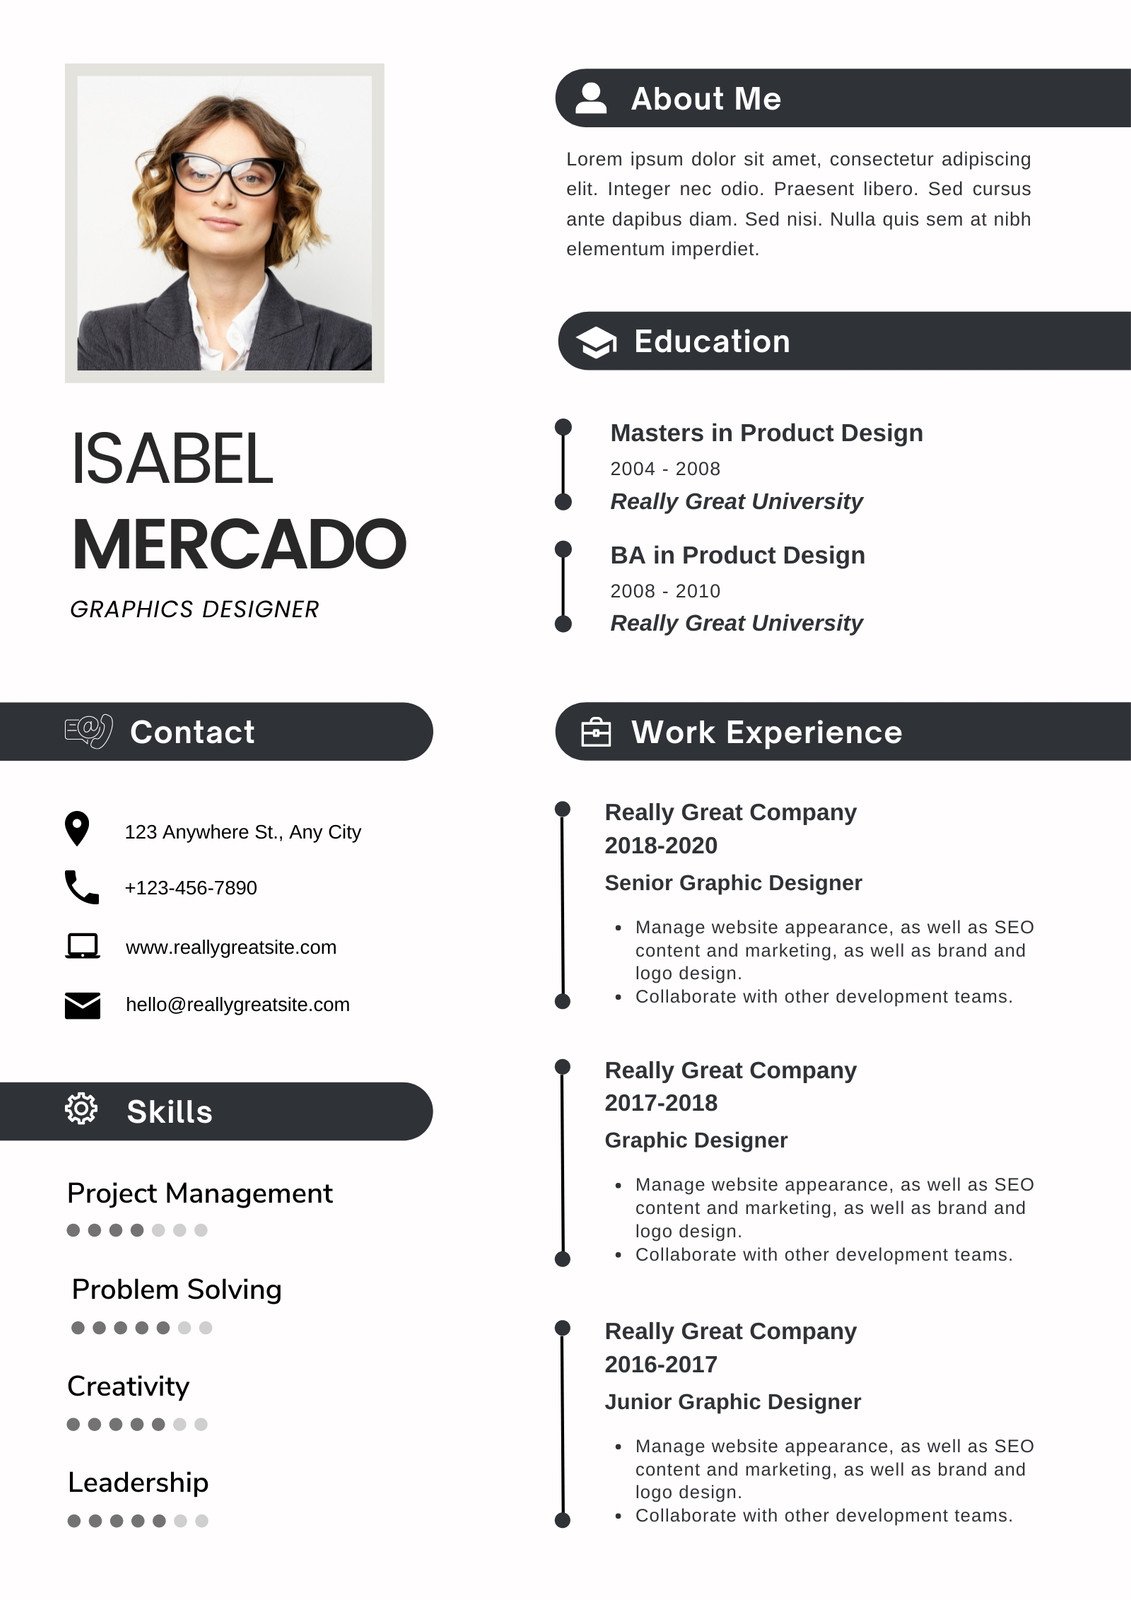 ISABEL
MERCADO
GRAPHICS DESIGNER
Contact
123 Anywhere St., Any City
+123-456-7890
www.reallygreatsite.com
hello@reallygreatsite.com
Skills
Project Management
Problem Solving
Creativity
Leadership
About Me
Lorem ipsum dolor sit amet, consectetur adipiscing
elit. Integer nec odio. Praesent libero. Sed cursus
ante dapibus diam. Sed nisi. Nulla quis sem at nibh
elementum imperdiet.
Education
Masters in Product Design
2004 - 2008
Really Great University
BA in Product Design
2008 - 2010
Really Great University
Work Experience
Really Great Company
2018-2020
Senior Graphic Designer
• Manage website appearance, as well as SEO
content and marketing, as well as brand and
logo design.
• Collaborate with other development teams.
Really Great Company
2017-2018
Graphic Designer
• Manage website appearance, as well as SEO
content and marketing, as well as brand and
logo design.
• Collaborate with other development teams.
Really Great Company
2016-2017
Junior Graphic Designer
• Manage website appearance, as well as SEO
content and marketing, as well as brand and
logo design.
• Collaborate with other development teams.